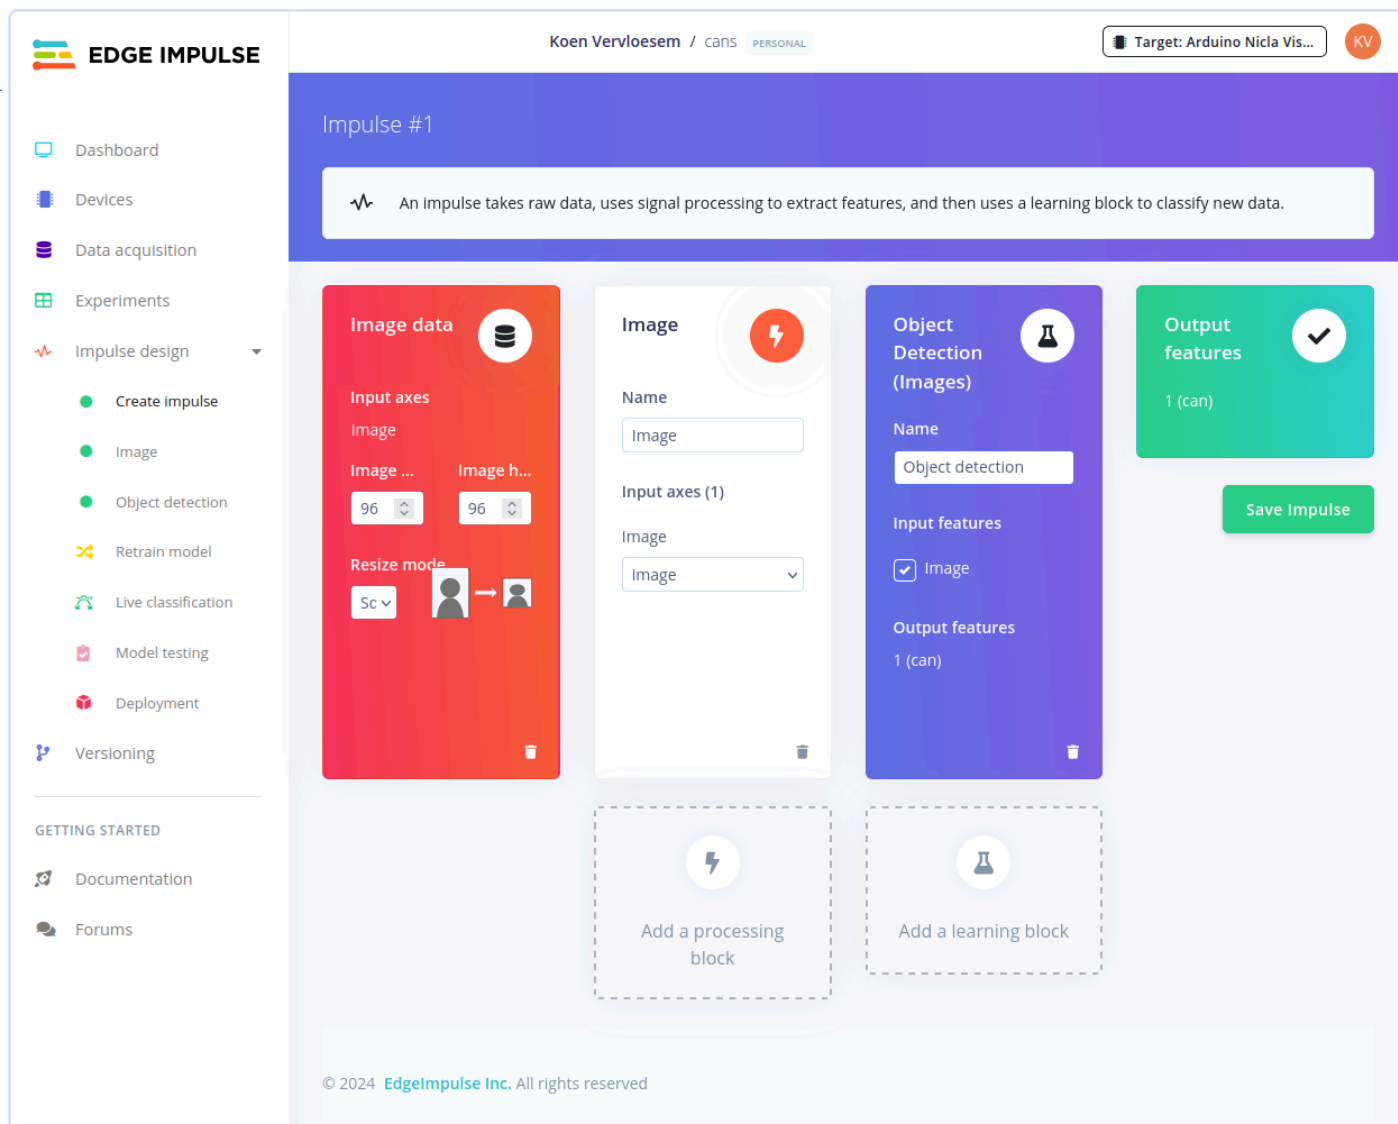 EDGE IMPULSE
Koen Vervloesem / cans PERSONAL
Target: Arduino Nicla Vis...
KV
Dashboard
Devices
Data acquisition
Experiments
Impulse design
Create impulse
Image
Object detection
Retrain model
Live classification
Model testing
Deployment
Versioning
GETTING STARTED
Documentation
Forums
Impulse #1
An impulse takes raw data, uses signal processing to extract features, and then uses a learning block to classify new data.
Image data
Input axes
image
Image ... Image h...
96 96
Resize mode
Sc
Image
Name
Image
Input axes (1)
Image
image
Object
Detection
(Images)
Name
Object detection
Input features
Image
Output features
1 (can)
Output
features
1 (can)
Save Impulse
Add a processing
block
Add a learning block
© 2024 EdgeImpulse Inc. All rights reserved